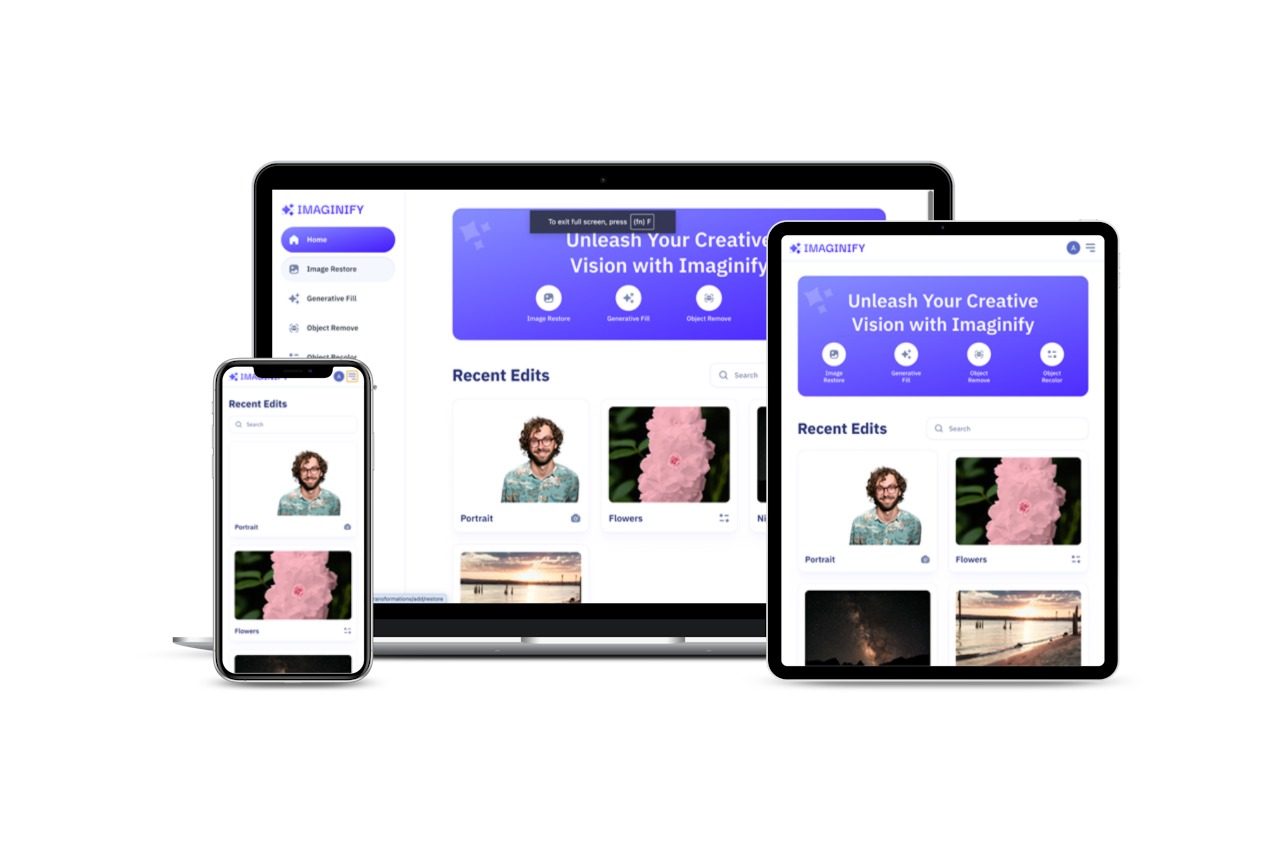 IMAGINIFY
Home
Image Restore
Generative Fill
Object Remove
Object Recolor
To exit full screen, press (fn) F
Unleash Your Creative
Vision with Imaginify
Image Restore
Generative Fill
Object Remove
Recent Edits
Search
Portrait
Flowers
Ni
ransformations/add/restore
IMAGINIFY
A
Recent Edits
Search
Portrait
Flowers
IMAGINIFY
A
Unleash Your Creative
Vision with Imaginify
Image
Restore
Generative
Fill
Object
Remove
Object
Recolor
Recent Edits
Search
Portrait
Flowers